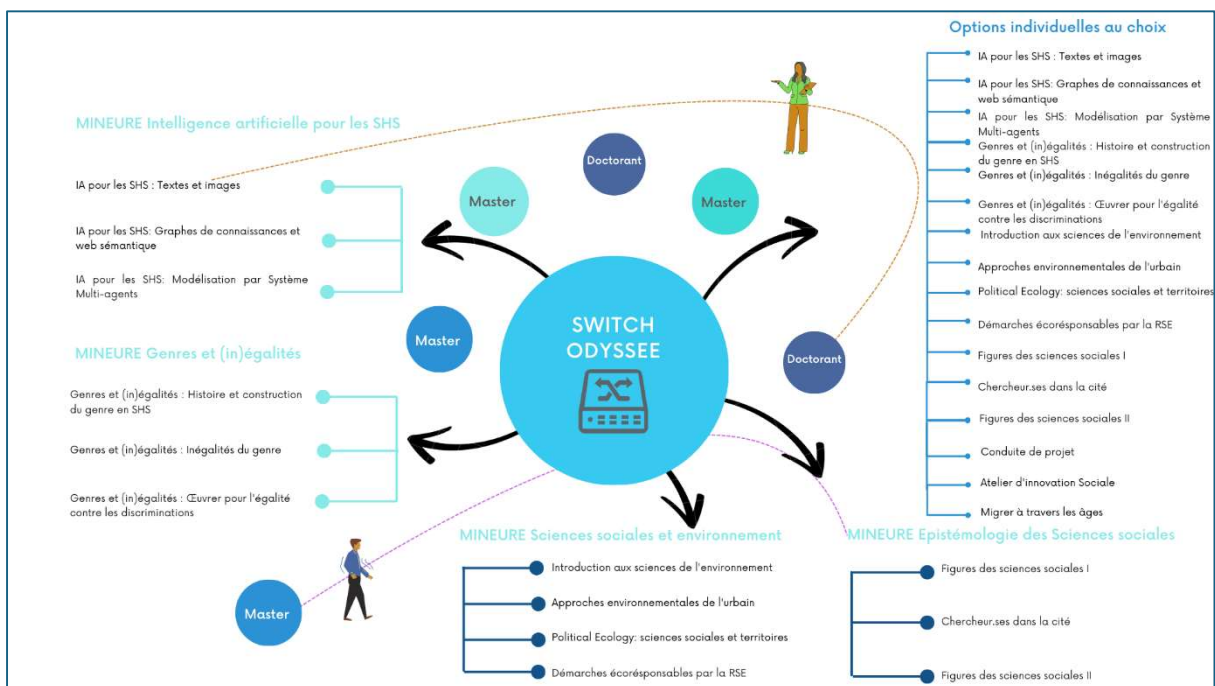 Options individuelles au choix
IA pour les SHS : Textes et images
IA pour les SHS: Graphes de connaissances et
web sémantique
IA pour les SHS: Modélisation par Système
Multi-agents
Genres et (in)égalités : Histoire et construction
du genre en SHS
Genres et (in)égalités : Inégalités du genre
Genres et (in)égalités : Œuvrer pour l'égalité
contre les discriminations
Introduction aux sciences de l'environnement
Approches environnementales de l'urbain
Political Ecology: sciences sociales et territoires
Démarches écorésponsables par la RSE
Figures des sciences sociales I
Chercheur.ses dans la cité
Figures des sciences sociales II
Conduite de projet
Atelier d'innovation Sociale
Migrer à travers les âges
MINEURE Intelligence artificielle pour les SHS
IA pour les SHS : Textes et images
IA pour les SHS: Graphes de connaissances et
web sémantique
IA pour les SHS: Modélisation par Système
Multi-agents
Doctorant
Master
Master
Master
SWITCH
ODYSSEE
Doctorant
MINEURE Genres et (in)égalités
Genres et (in)égalités : Histoire et construction
du genre en SHS
Genres et (in)égalités : Inégalités du genre
Genres et (in)égalités : Œuvrer pour l'égalité
contre les discriminations
Master
MINEURE Sciences sociales et environnement
Introduction aux sciences de l'environnement
Approches environnementales de l'urbain
Political Ecology: sciences sociales et territoires
Démarches écorésponsables par la RSE
MINEURE Epistémologie des Sciences sociales
Figures des sciences sociales I
Chercheur.ses dans la cité
Figures des sciences sociales II